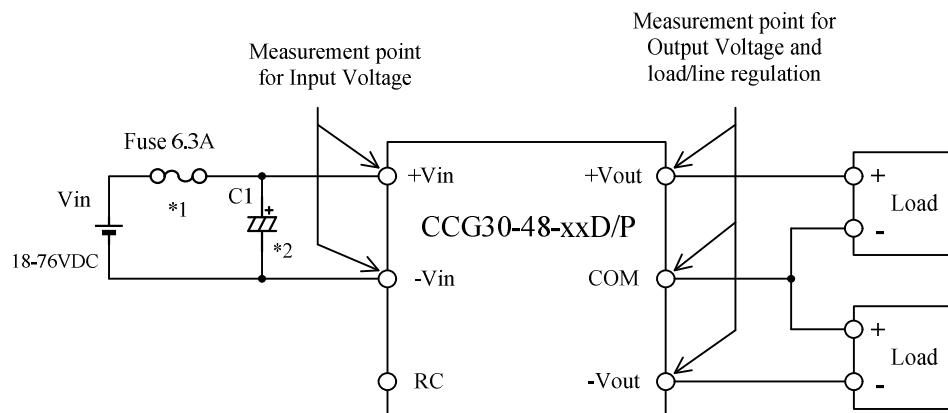 Measurement point
for Input Voltage
Measurement point for
Output Voltage and
load/line regulation
Fuse 6.3A
*1
C1
+
*2
Vin
18-76VDC
+Vin
-Vin
RC
CCG30-48-xxD/P
+Vout
COM
-Vout
+
Load
-
+
Load
-